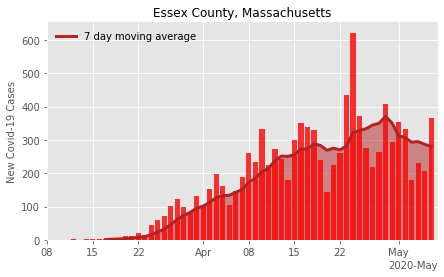 Essex County, Massachusetts
7 day moving average
New Covid-19 Cases
600
500
400
300
200
100
0
08 15 22 Apr 08 15 22 May
2020-May